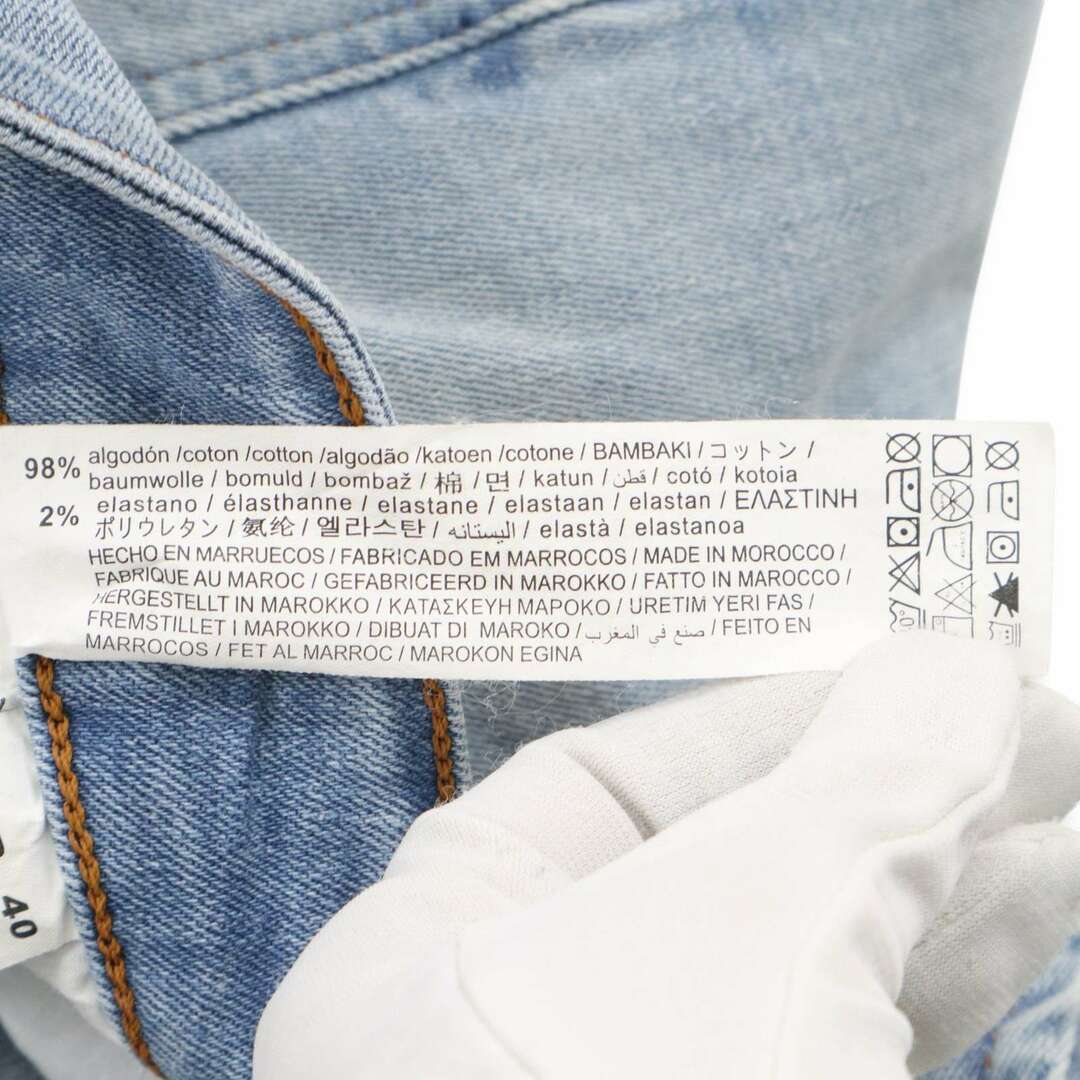 98% algodón /coton /cotton /algodão /katoen /cotone / BAMBAKI / コットン /
baumwolle / bomuld / bombaž / 棉 / 면 / katun / قطن / cotó / kotoia
2% elastano / élasthanne / elastane / elastaan / elastan / ΕΛΑΣΤΙΝΗ
ポリウレタン / 氨纶 / 엘라스탄 / اليستانه / elastà / elastanoa
HECHO EN MARRUECOS / FABRICADO EM MARROCOS / MADE IN MOROCCO /
FABRIQUE AU MAROC / GEFABRICEERD IN MAROKKO / FATTO IN MAROCCO /
HERGESTELLT IN MAROKKO / ΚΑΤΑΣΚΕΥΗ ΜΑΡΟΚΟ / URETIM YERI FAS /
FREMSTILLET I MAROKKO / DIBUAT DI MAROKO / صنع في المغرب / FEITO EN
MARROCOS / FET AL MARROC / MAROKON EGINA
40